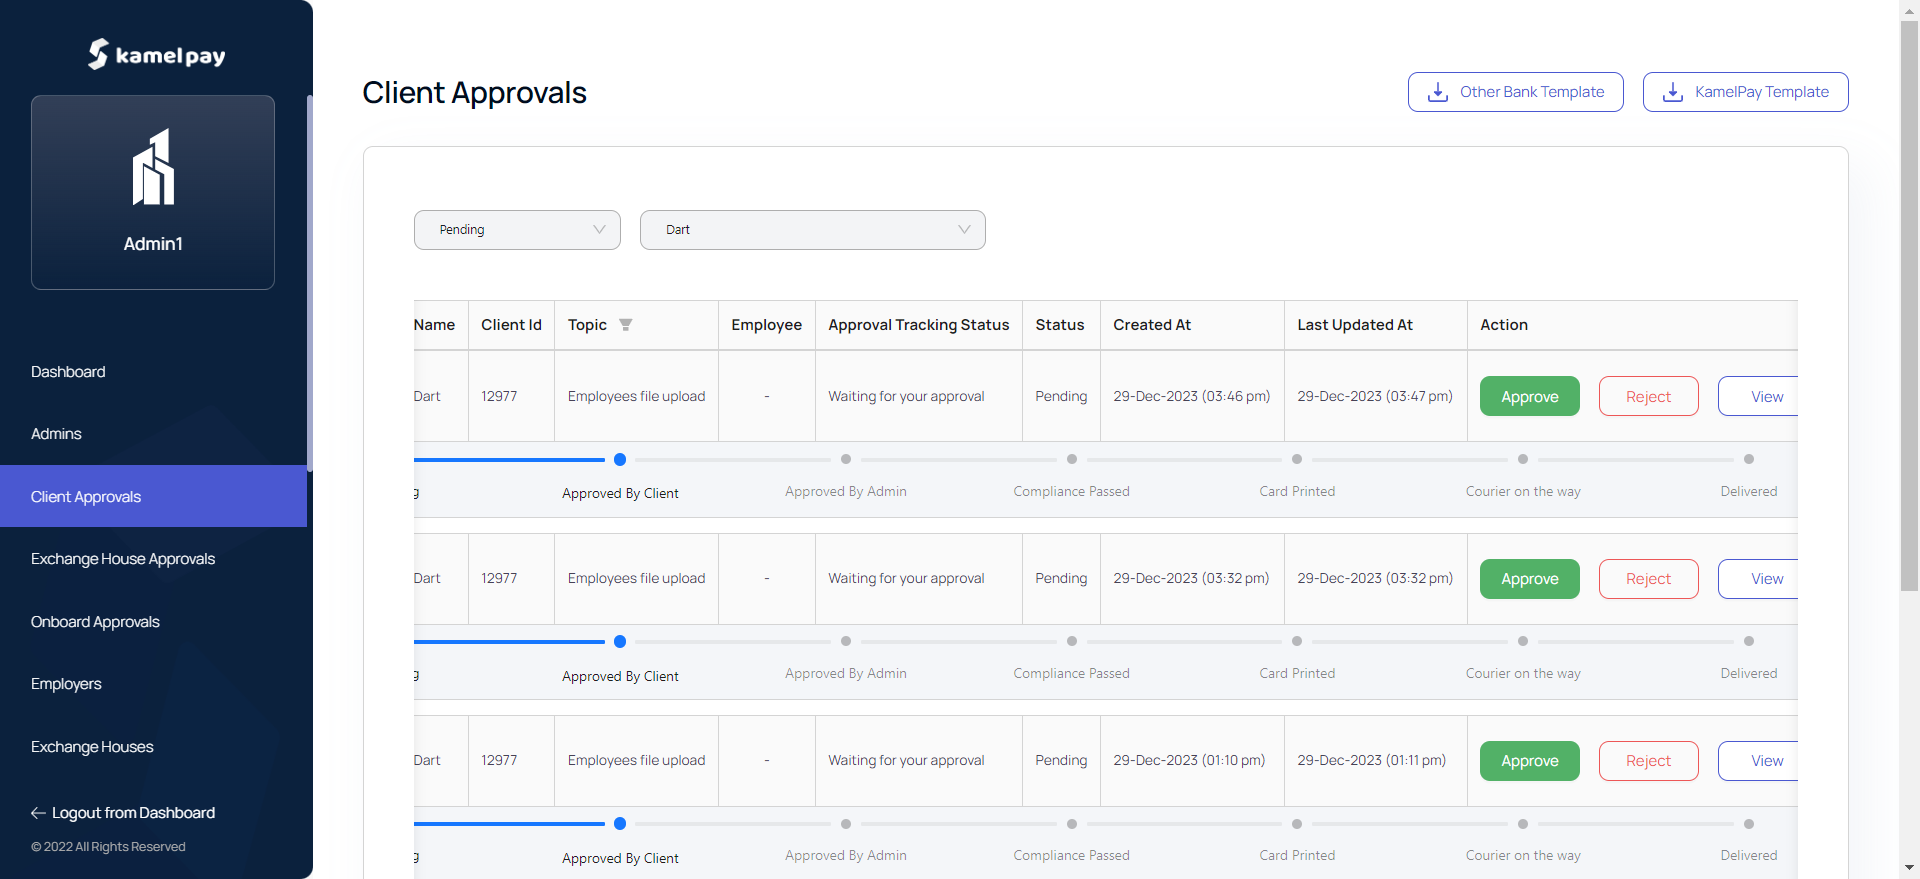 kamelpay
Admin1
Dashboard
Admins
Client Approvals
Exchange House Approvals
Onboard Approvals
Employers
Exchange Houses
Logout from Dashboard
© 2022 All Rights Reserved
Client Approvals
Other Bank Template
KamelPay Template
Pending
Dart
Name Client Id Topic Employee Approval Tracking Status Status Created At Last Updated At Action
Dart 12977 Employees file upload - Waiting for your approval Pending 29-Dec-2023 (03:46 pm) 29-Dec-2023 (03:47 pm) Approve Reject View
g Approved By Client Approved By Admin Compliance Passed Card Printed Courier on the way Delivered
Dart 12977 Employees file upload - Waiting for your approval Pending 29-Dec-2023 (03:32 pm) 29-Dec-2023 (03:32 pm) Approve Reject View
g Approved By Client Approved By Admin Compliance Passed Card Printed Courier on the way Delivered
Dart 12977 Employees file upload - Waiting for your approval Pending 29-Dec-2023 (01:10 pm) 29-Dec-2023 (01:11 pm) Approve Reject View
g Approved By Client Approved By Admin Compliance Passed Card Printed Courier on the way Delivered